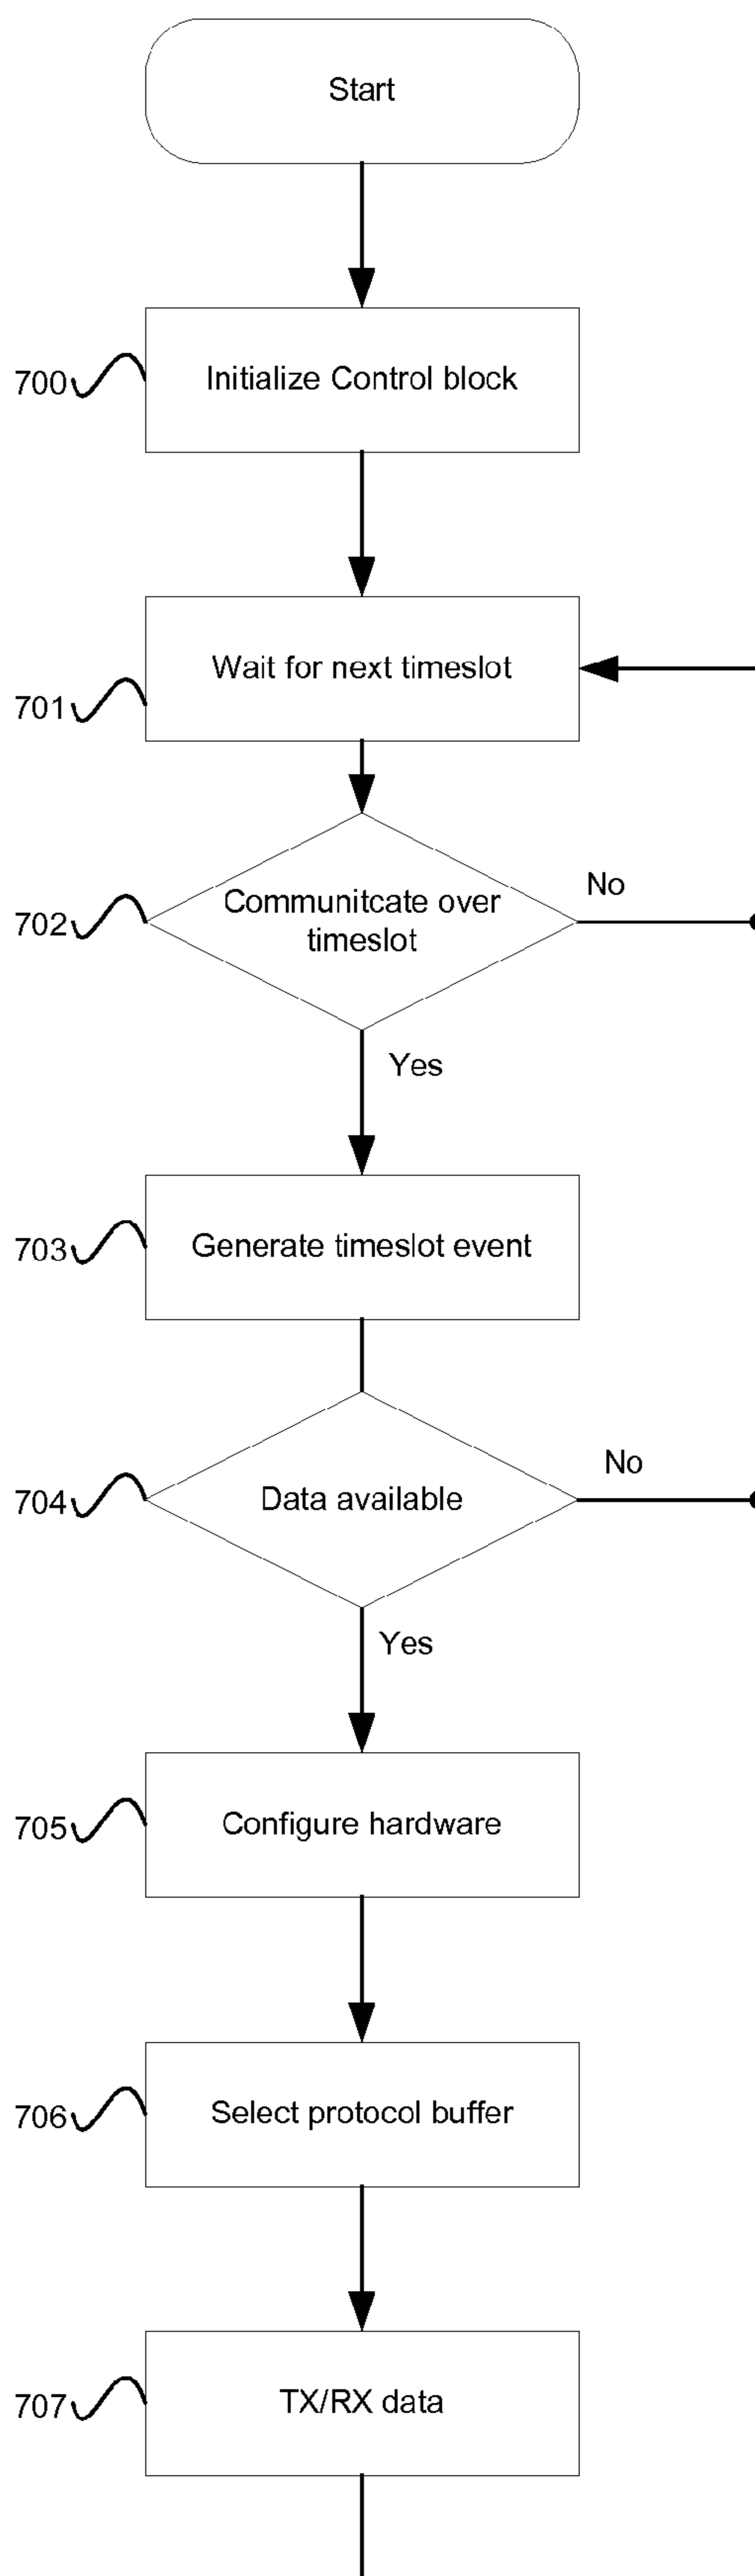 Start
700
Initialize Control block
Wait for next timeslot
701
No
Communitcate over
702
timeslot
Yes
703
Generate timeslot event
No
704
Data available
Yes
705
Configure hardware
706
Select protocol buffer
707
TX/RX data